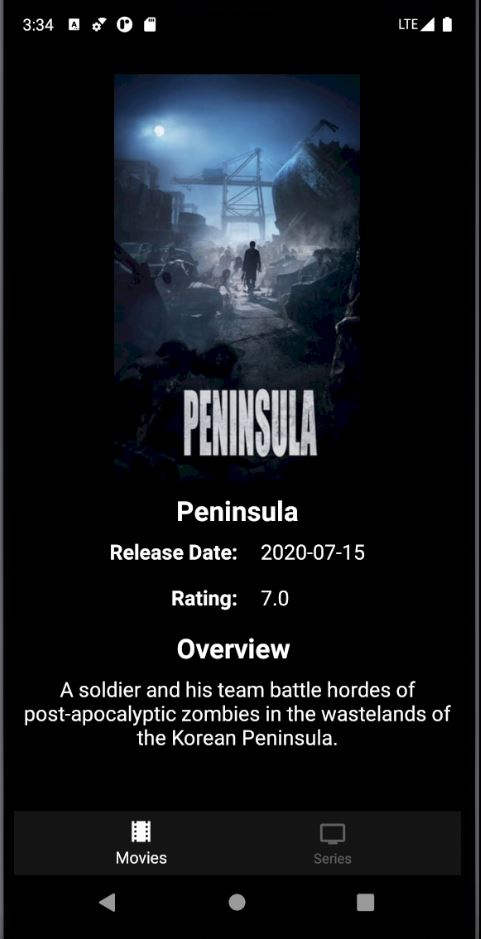 3:34 LTE
PENINSULA
Peninsula
Release Date: 2020-07-15
Rating: 7.0
Overview
A soldier and his team battle hordes of
post-apocalyptic zombies in the wastelands of
the Korean Peninsula.
Movies Series